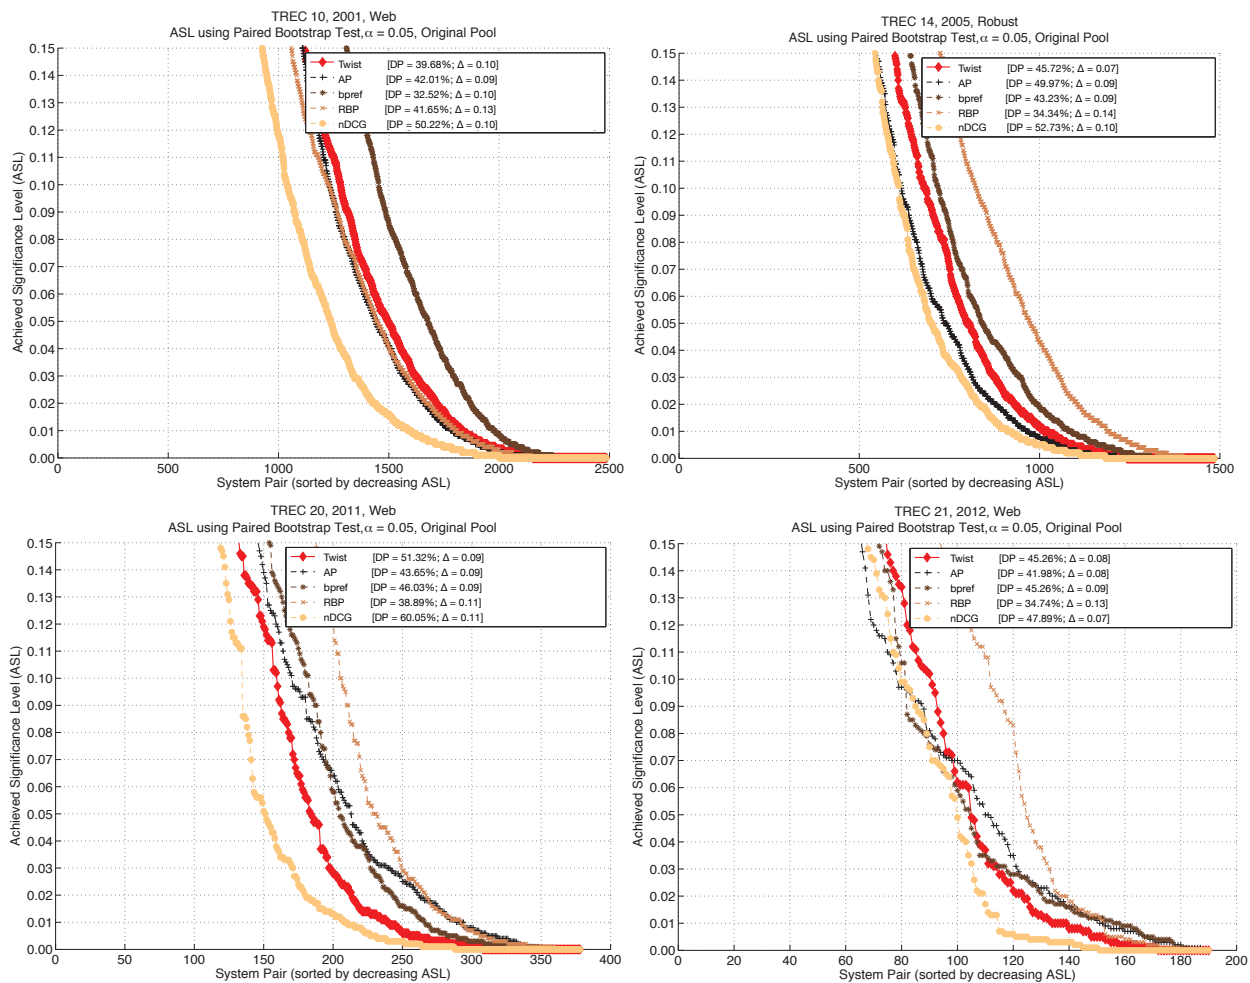 TREC 10, 2001, Web
ASL using Paired Bootstrap Test, α = 0.05, Original Pool
Achieved Significance Level (ASL)
0.15
0.14
0.13
0.12
0.11
0.10
0.09
0.08
0.07
0.06
0.05
0.04
0.03
0.02
0.01
0.00
Twist [DP = 39.68%; Δ = 0.10]
AP [DP = 42.01%; Δ = 0.09]
bpref [DP = 32.52%; Δ = 0.10]
RBP [DP = 41.65%; Δ = 0.13]
nDCG [DP = 50.22%; Δ = 0.10]
0 500 1000 1500 2000 2500
System Pair (sorted by decreasing ASL)
TREC 14, 2005, Robust
ASL using Paired Bootstrap Test, α = 0.05, Original Pool
Achieved Significance Level (ASL)
0.15
0.14
0.13
0.12
0.11
0.10
0.09
0.08
0.07
0.06
0.05
0.04
0.03
0.02
0.01
0.00
Twist [DP = 45.72%; Δ = 0.07]
AP [DP = 49.97%; Δ = 0.09]
bpref [DP = 43.23%; Δ = 0.09]
RBP [DP = 34.34%; Δ = 0.14]
nDCG [DP = 52.73%; Δ = 0.10]
0 500 1000 1500
System Pair (sorted by decreasing ASL)
TREC 20, 2011, Web
ASL using Paired Bootstrap Test, α = 0.05, Original Pool
Achieved Significance Level (ASL)
0.15
0.14
0.13
0.12
0.11
0.10
0.09
0.08
0.07
0.06
0.05
0.04
0.03
0.02
0.01
0.00
Twist [DP = 51.32%; Δ = 0.09]
AP [DP = 43.65%; Δ = 0.09]
bpref [DP = 46.03%; Δ = 0.09]
RBP [DP = 38.89%; Δ = 0.11]
nDCG [DP = 60.05%; Δ = 0.11]
0 50 100 150 200 250 300 350 400
System Pair (sorted by decreasing ASL)
TREC 21, 2012, Web
ASL using Paired Bootstrap Test, α = 0.05, Original Pool
Achieved Significance Level (ASL)
0.15
0.14
0.13
0.12
0.11
0.10
0.09
0.08
0.07
0.06
0.05
0.04
0.03
0.02
0.01
0.00
Twist [DP = 45.26%; Δ = 0.08]
AP [DP = 41.98%; Δ = 0.08]
bpref [DP = 45.26%; Δ = 0.09]
RBP [DP = 34.74%; Δ = 0.13]
nDCG [DP = 47.89%; Δ = 0.07]
0 20 40 60 80 100 120 140 160 180 200
System Pair (sorted by decreasing ASL)